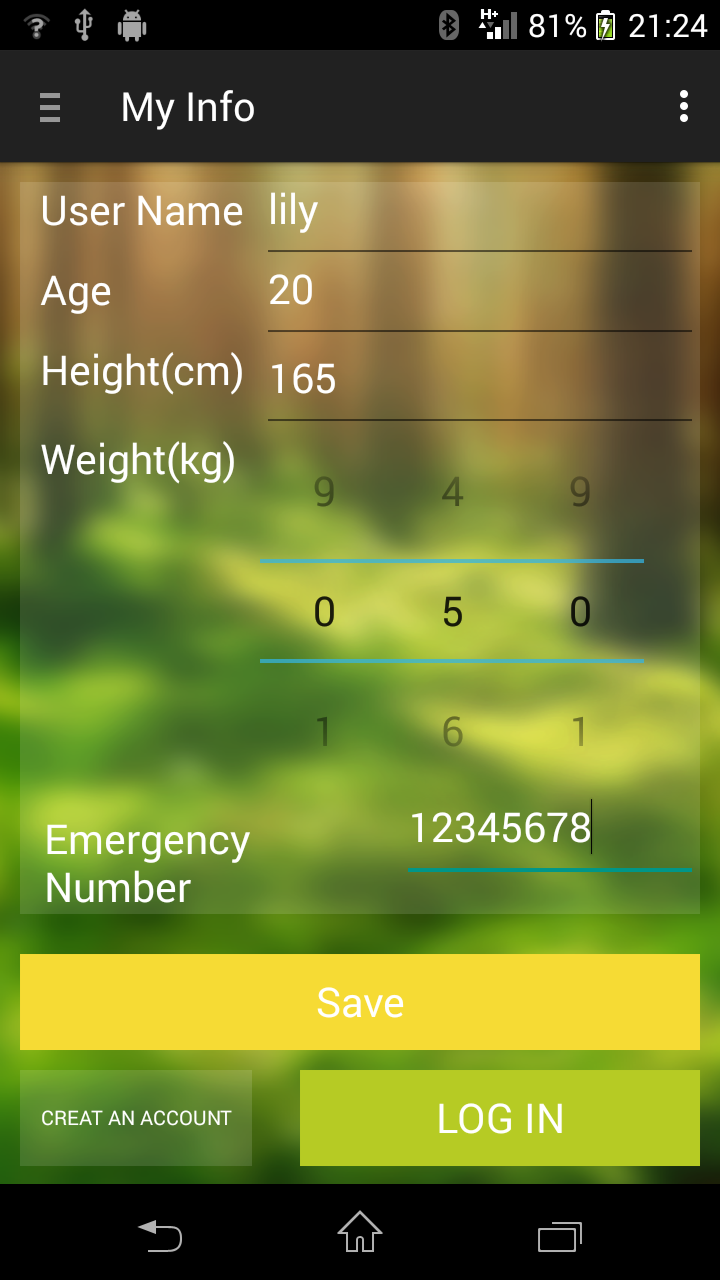 H+ 81% 21:24
My Info
User Name lily
Age 20
Height(cm) 165
Weight(kg)
9 4 9
0 5 0
1 6 1
Emergency Number 12345678
Save
CREAT AN ACCOUNT
LOG IN